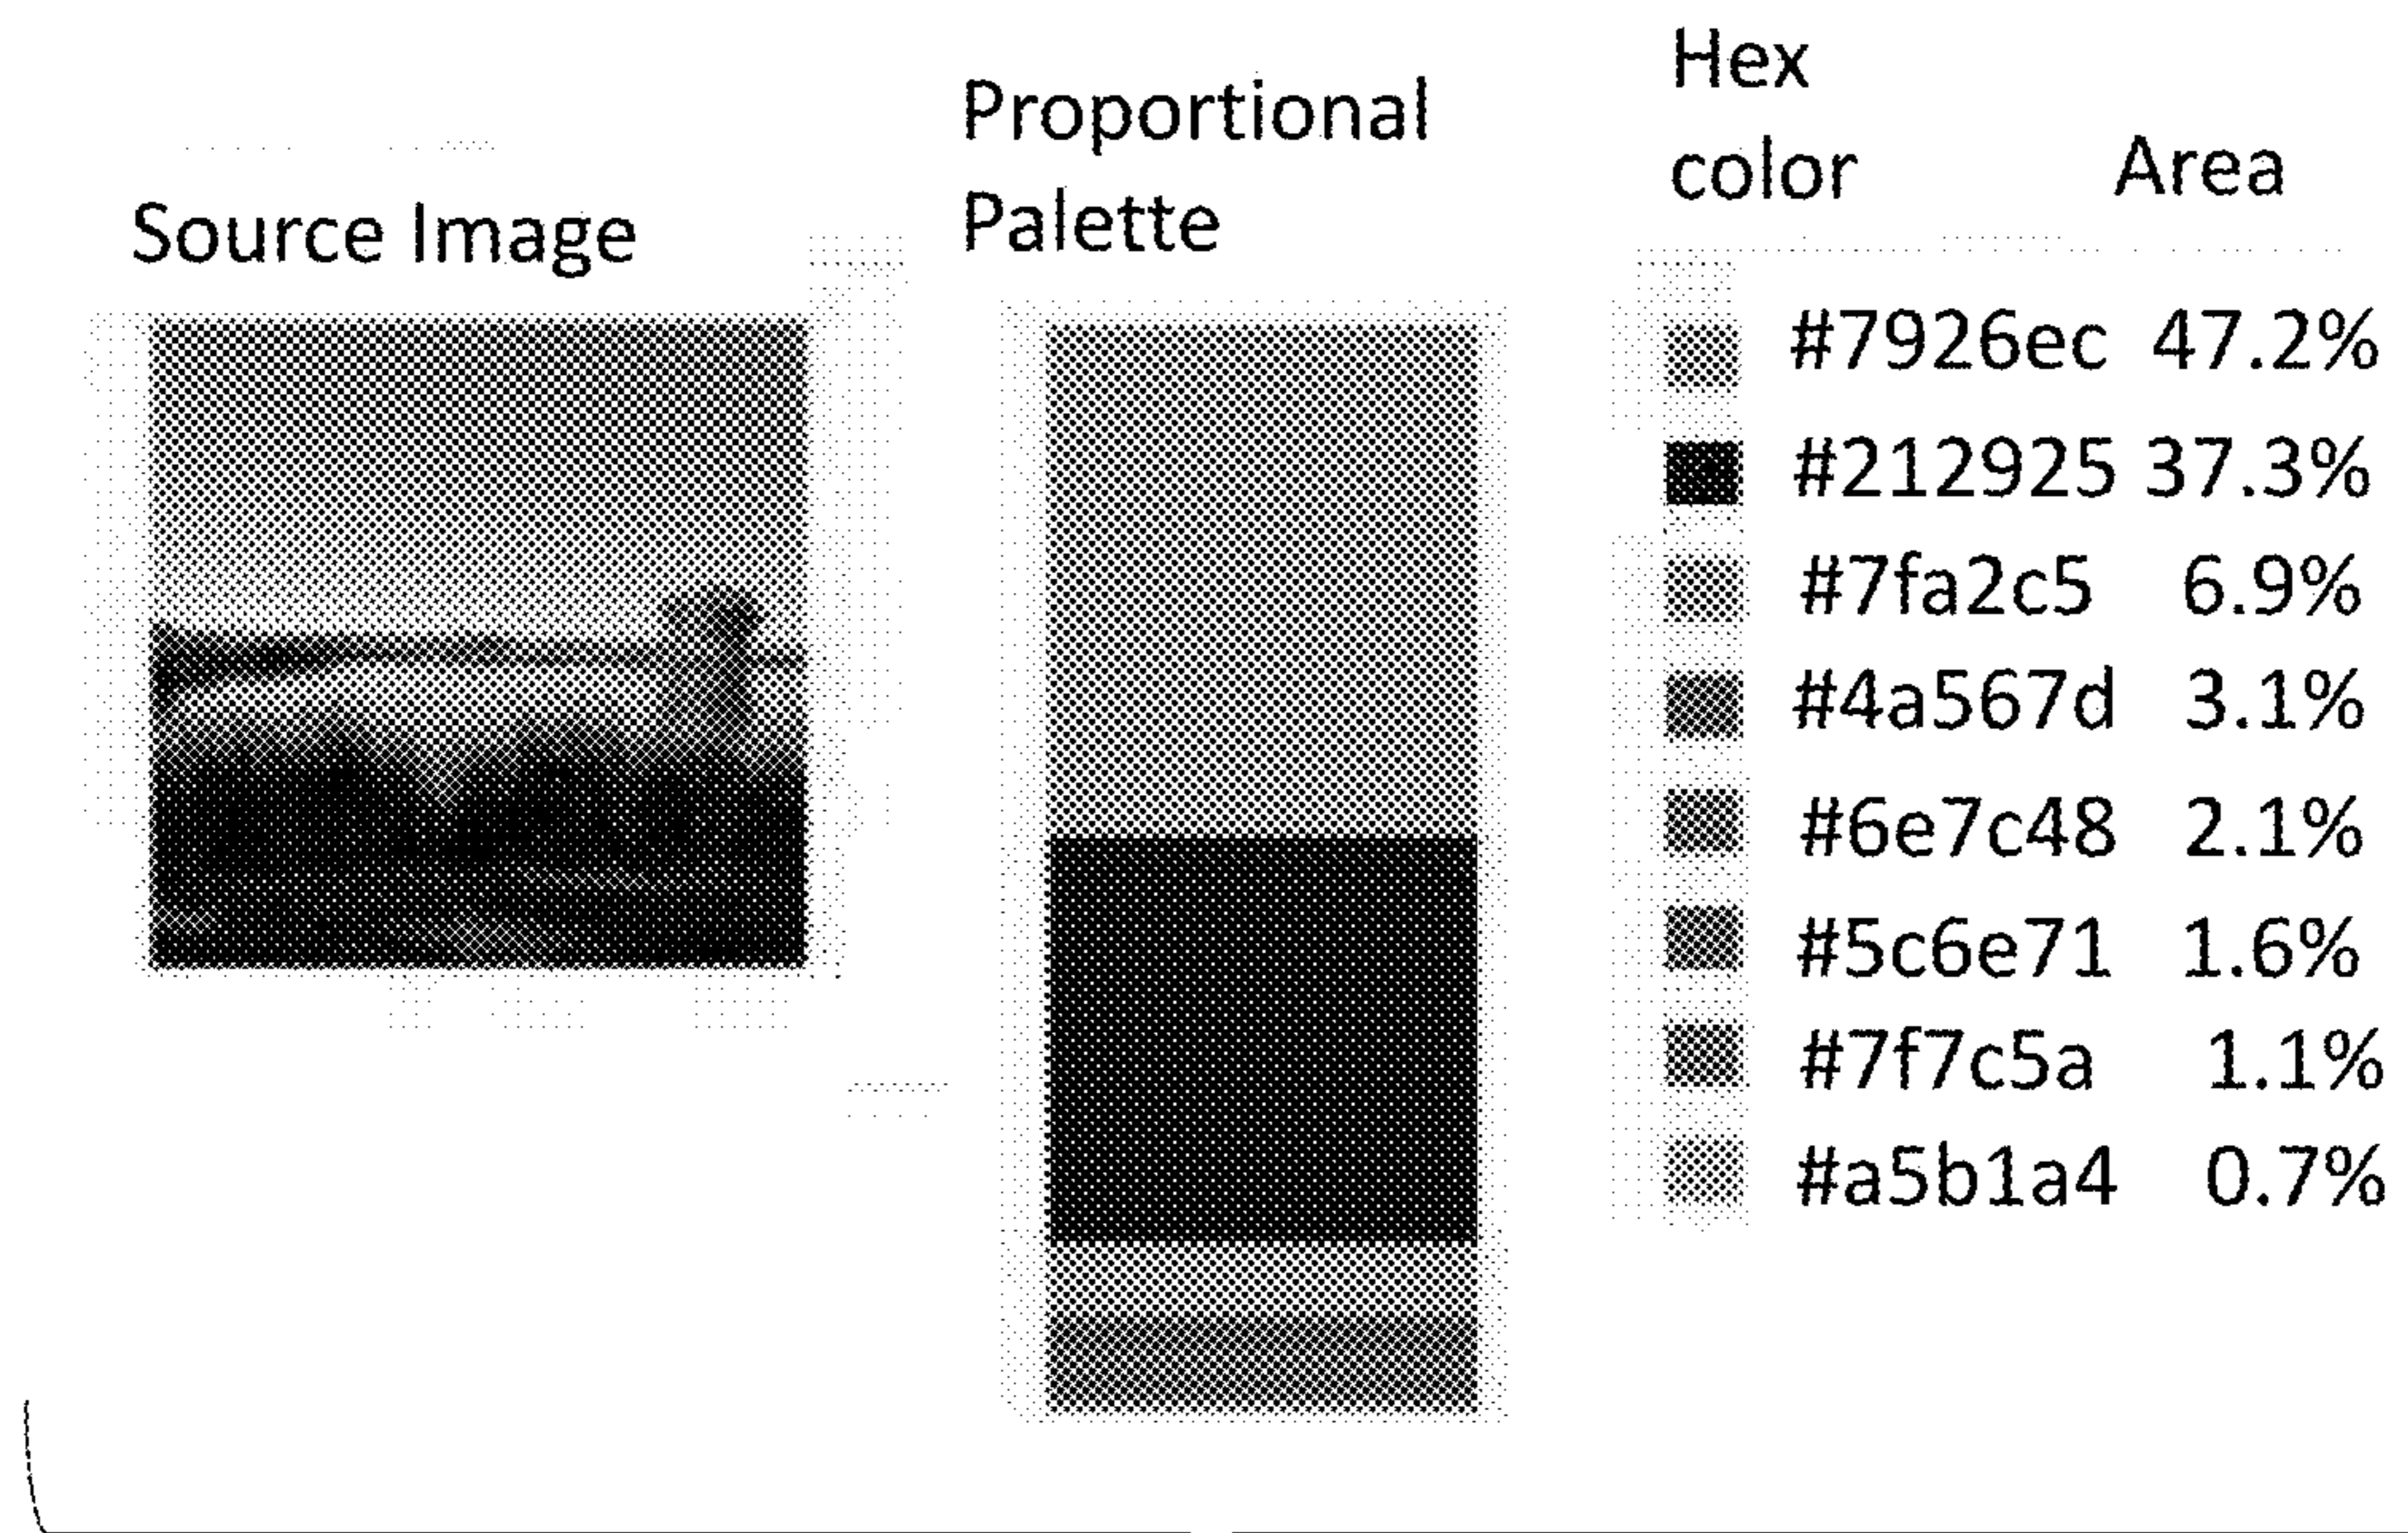 Source Image
Proportional
Palette
Hex
color Area
#7926ec 47.2%
#212925 37.3%
#7fa2c5 6.9%
#4a567d 3.1%
#6e7c48 2.1%
#5c6e71 1.6%
#7f7c5a 1.1%
#a5b1a4 0.7%